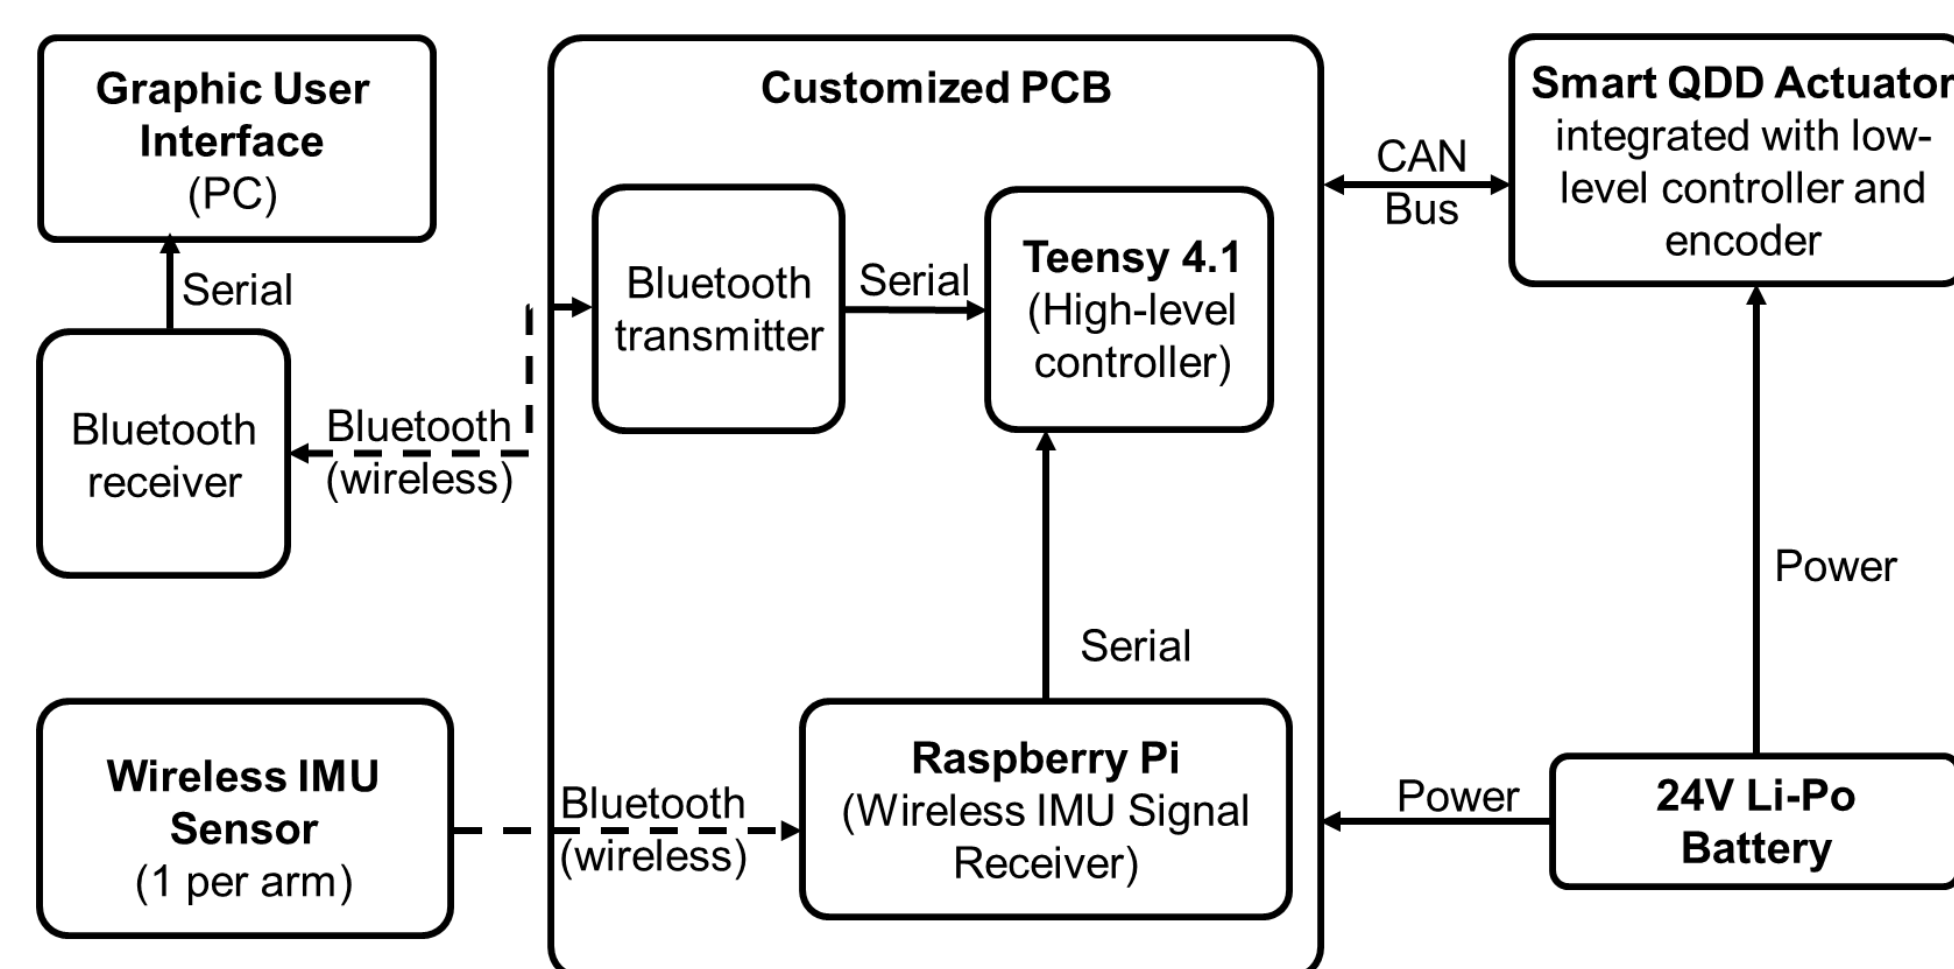 Graphic User
Interface
(PC)
Serial
Bluetooth
receiver
Bluetooth
(wireless)
Wireless IMU
Sensor
(1 per arm)
Bluetooth
(wireless)
Customized PCB
Bluetooth
transmitter
Serial
Teensy 4.1
(High-level
controller)
Serial
Raspberry Pi
(Wireless IMU Signal
Receiver)
CAN
Bus
Smart QDD Actuator
integrated with low-
level controller and
encoder
Power
Power
24V Li-Po
Battery